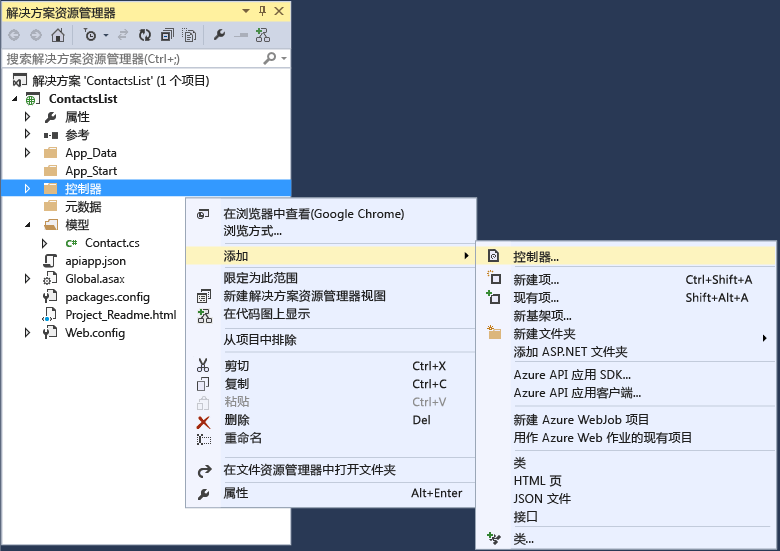 解决方案资源管理器
搜索解决方案资源管理器(Ctrl+;)
解决方案 'ContactsList' (1 个项目)
ContactsList
属性
参考
App_Data
App_Start
控制器
元数据
模型
C# Contact.cs
apiapp.json
Global.asax
packages.config
Project_Readme.html
Web.config
在浏览器中查看(Google Chrome)
浏览方式...
添加
限定为此范围
新建解决方案资源管理器视图
在代码图上显示
从项目中排除
剪切 Ctrl+X
复制 Ctrl+C
粘贴 Ctrl+V
删除 Del
重命名
在文件资源管理器中打开文件夹
属性 Alt+Enter
控制器...
新建项... Ctrl+Shift+A
现有项... Shift+Alt+A
新基架项...
新建文件夹
添加 ASP.NET 文件夹
Azure API 应用 SDK...
Azure API 应用客户端...
新建 Azure WebJob 项目
用作 Azure Web 作业的现有项目
类
HTML 页
JSON 文件
接口
类...